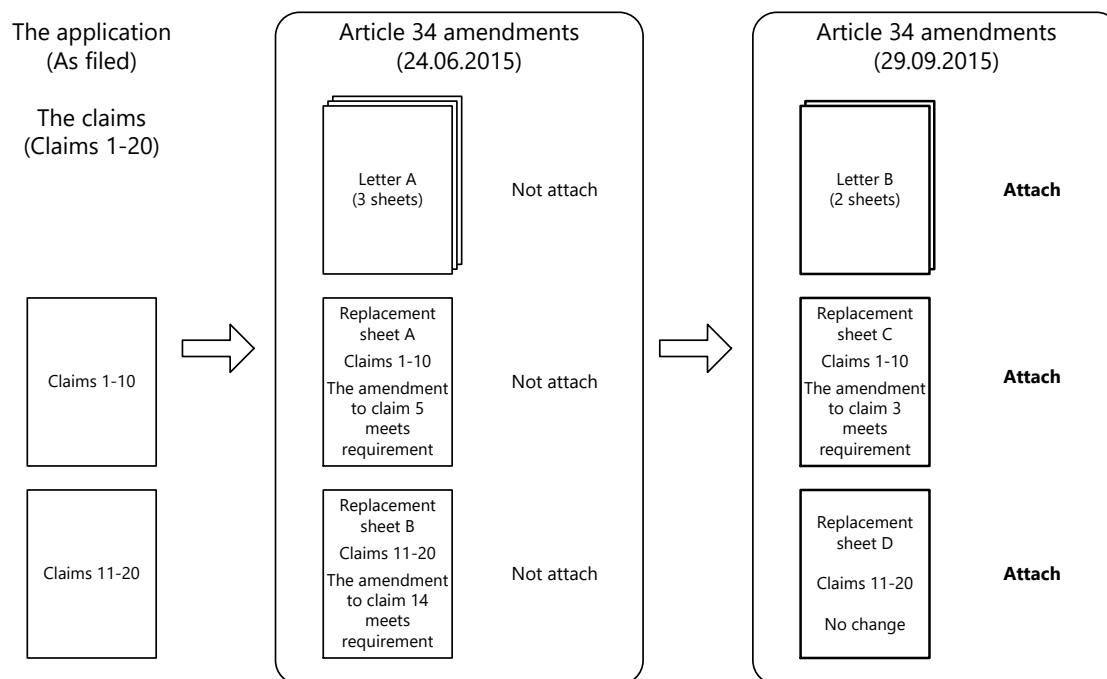 The application
(As filed)
The claims
(Claims 1-20)
Claims 1-10
Claims 11-20
Article 34 amendments
(24.06.2015)
Letter A
(3 sheets)
Not attach
Replacement
sheet A
Claims 1-10
The amendment
to claim 5
meets
requirement
Not attach
Replacement
sheet B
Claims 11-20
The amendment
to claim 14
meets
requirement
Not attach
Article 34 amendments
(29.09.2015)
Letter B
(2 sheets)
Attach
Replacement
sheet C
Claims 1-10
The amendment
to claim 3
meets
requirement
Attach
Replacement
sheet D
Claims 11-20
No change
Attach